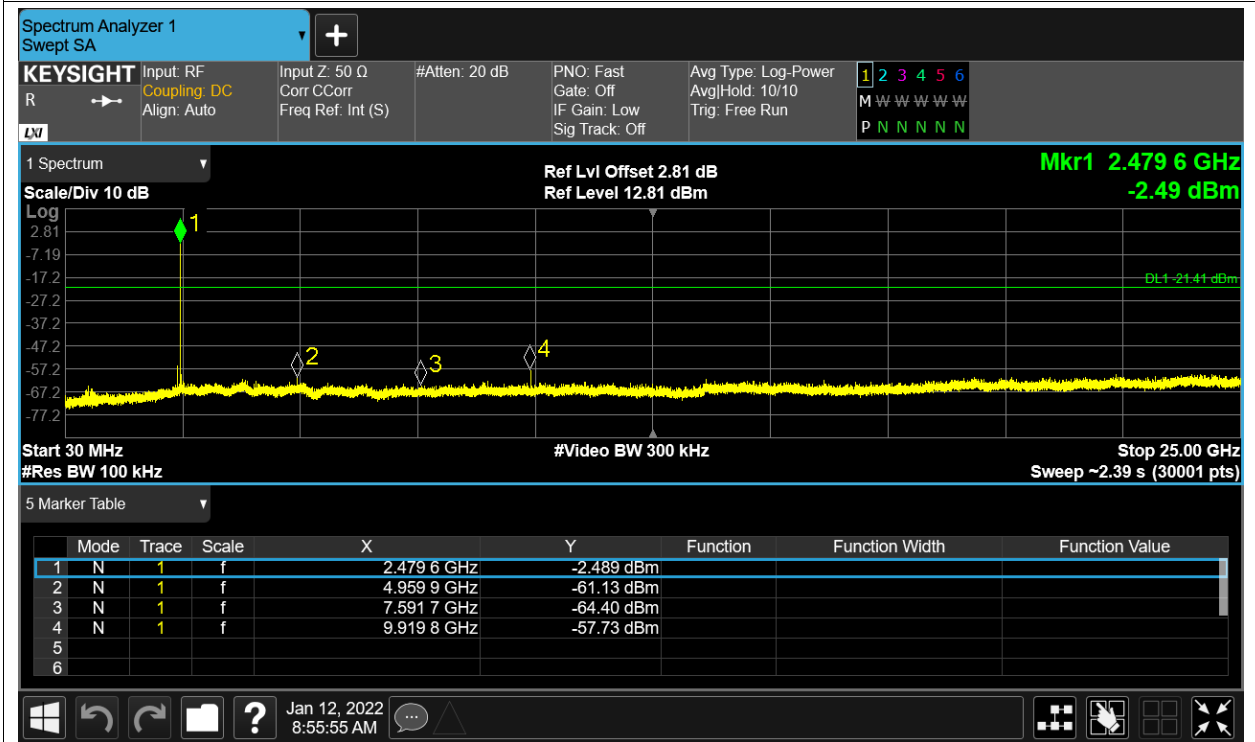 Spectrum Analyzer 1
Swept SA
+
KEYSIGHT Input: RF Input Z: 50 Ω #Atten: 20 dB PNO: Fast Avg Type: Log-Power 1 2 3 4 5 6
R Coupling: DC Corr CCorr Gate: Off Avg|Hold: 10/10 M W W W W W
Align: Auto Freq Ref: Int (S) IF Gain: Low Trig: Free Run
LXI Sig Track: Off P N N N N N
1 Spectrum Ref Lvl Offset 2.81 dB Mkr1 2.479 6 GHz
Scale/Div 10 dB Ref Level 12.81 dBm -2.49 dBm
Log
1
2.81
-7.19
-17.2
DL1 -21.41 dBm
-27.2
-37.2
-47.2
2 3 4
-57.2
-67.2
-77.2
Start 30 MHz #Video BW 300 kHz Stop 25.00 GHz
#Res BW 100 kHz Sweep ~2.39 s (30001 pts)
5 Marker Table
Mode Trace Scale X Y Function Function Width Function Value
1 N 1 f 2.479 6 GHz -2.489 dBm
2 N 1 f 4.959 9 GHz -61.13 dBm
3 N 1 f 7.591 7 GHz -64.40 dBm
4 N 1 f 9.919 8 GHz -57.73 dBm
5
6
? Jan 12, 2022
8:55:55 AM